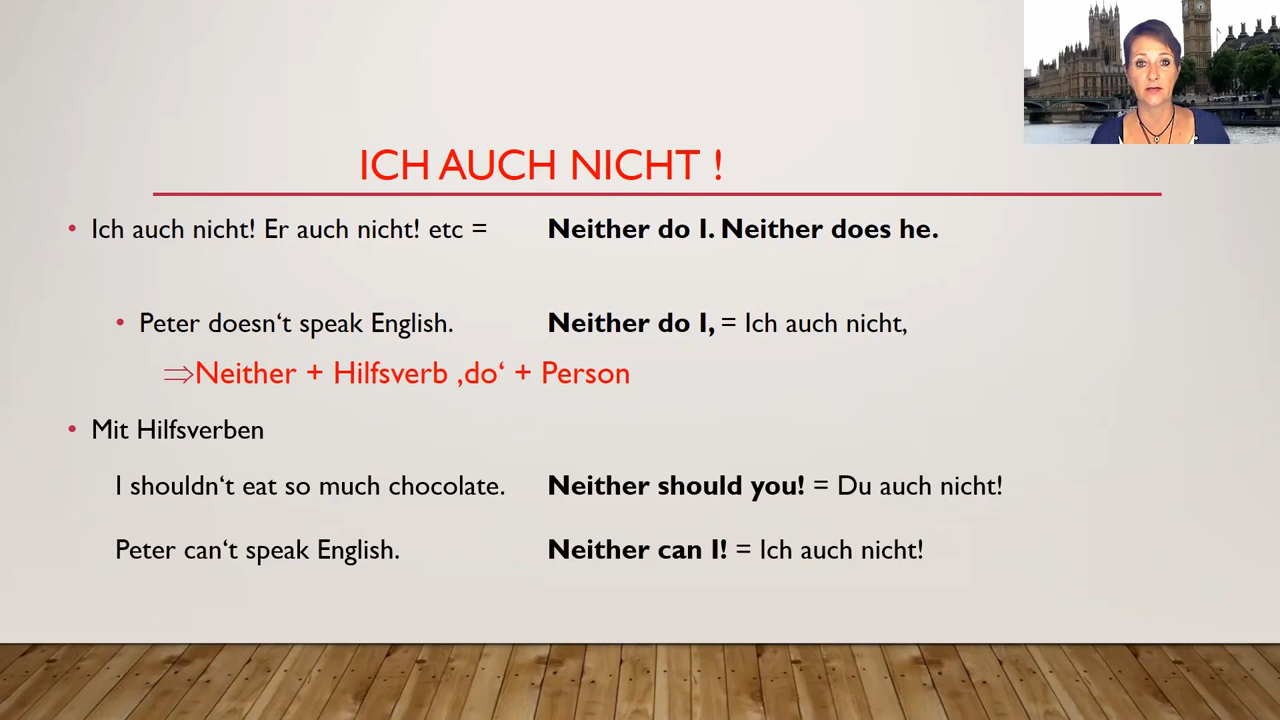 ICH AUCH NICHT !
• Ich auch nicht! Er auch nicht! etc = Neither do I. Neither does he.
• Peter doesn‘t speak English. Neither do I, = Ich auch nicht,
⇒Neither + Hilfsverb ‚do‘ + Person
• Mit Hilfsverben
I shouldn‘t eat so much chocolate. Neither should you! = Du auch nicht!
Peter can‘t speak English. Neither can I! = Ich auch nicht!